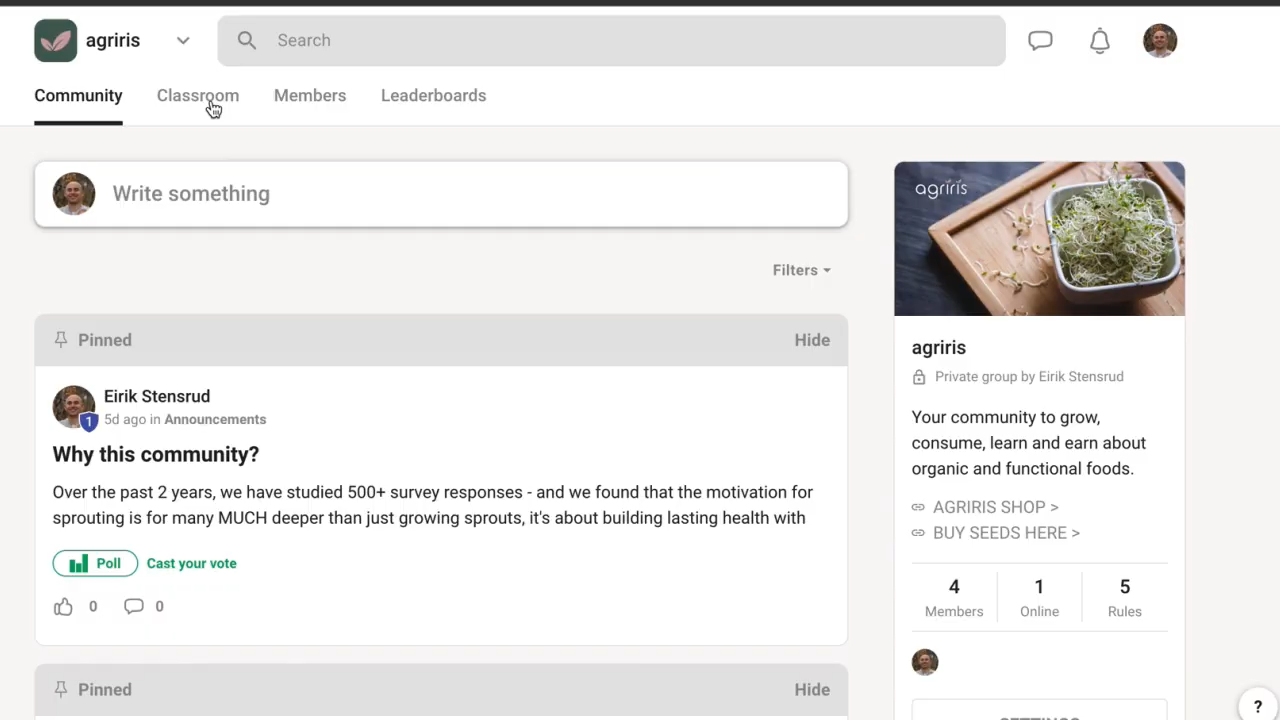 agriris
Search
Community
Classroom
Members
Leaderboards
Write something
Filters
Pinned
Hide
Eirik Stensrud
1
5d ago in Announcements
Why this community?
Over the past 2 years, we have studied 500+ survey responses - and we found that the motivation for
sprouting is for many MUCH deeper than just growing sprouts, it's about building lasting health with
Poll
Cast your vote
0
0
Pinned
Hide
agriris
agriris
Private group by Eirik Stensrud
Your community to grow,
consume, learn and earn about
organic and functional foods.
AGRIRIS SHOP >
BUY SEEDS HERE >
4
Members
1
Online
5
Rules
SETTINGS
?